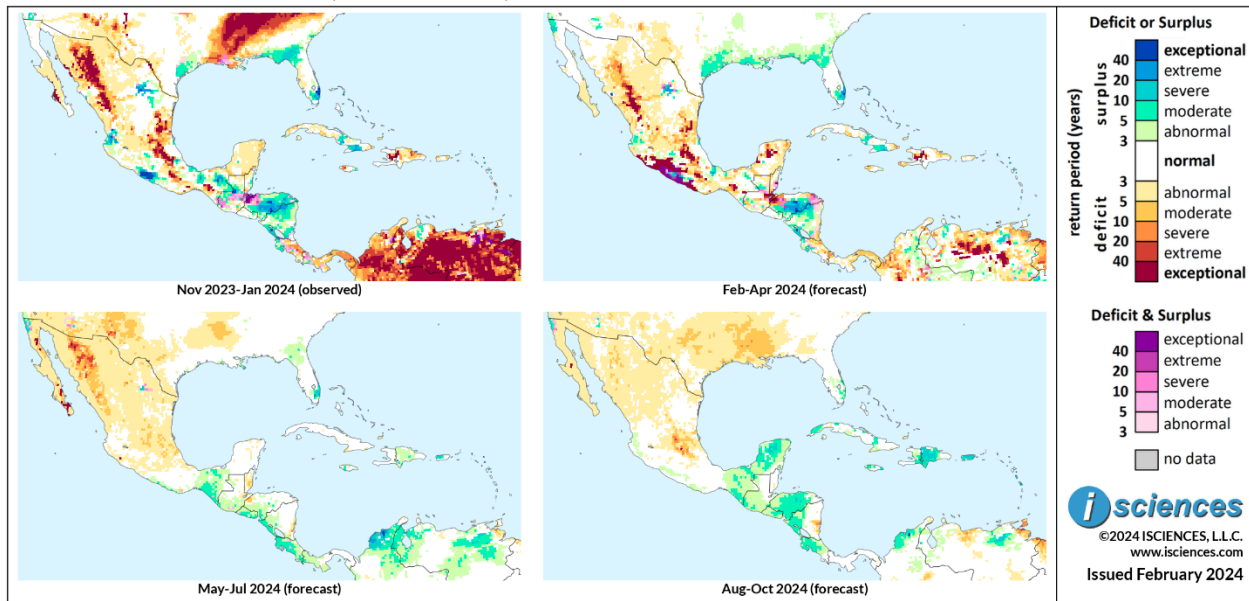 Nov 2023-Jan 2024 (observed)
Feb-Apr 2024 (forecast)
May-Jul 2024 (forecast)
Aug-Oct 2024 (forecast)
Deficit or Surplus
return period (years)
deficit
surplus
exceptional
40
extreme
20
severe
10
moderate
5
abnormal
3
normal
3
abnormal
5
moderate
10
severe
20
extreme
40
exceptional
Deficit & Surplus
exceptional
40
extreme
20
severe
10
moderate
5
abnormal
3
no data
i sciences
©2024 ISCIENCES, L.L.C.
www.isciences.com
Issued February 2024